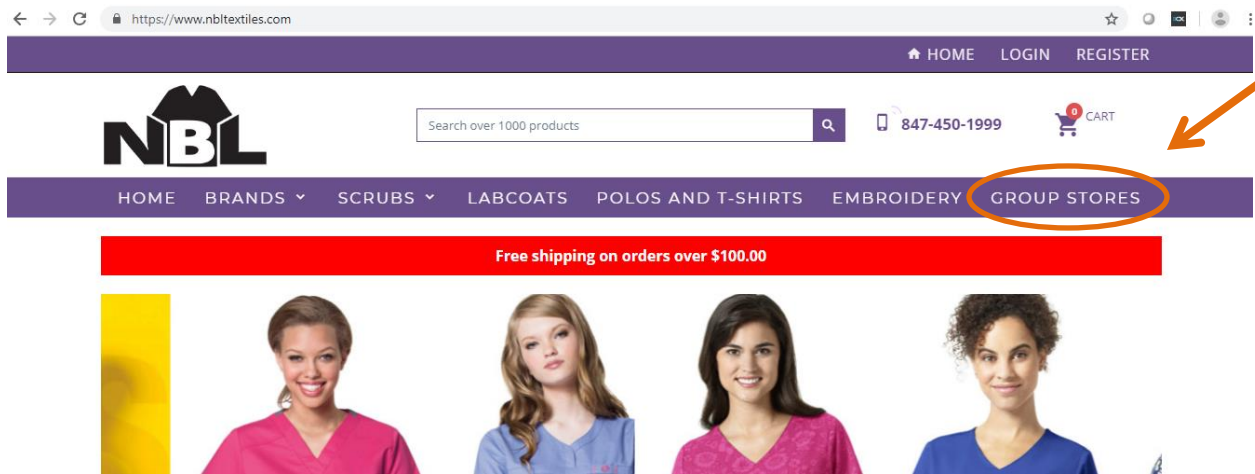 https://www.nbltextiles.com
HOME LOGIN REGISTER
NBL
Search over 1000 products
847-450-1999
0 CART
HOME BRANDS SCRUBS LABCOATS POLOS AND T-SHIRTS EMBROIDERY GROUP STORES
Free shipping on orders over $100.00